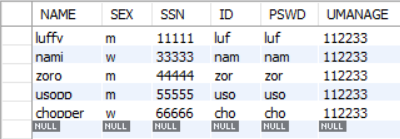 NAME SEX SSN ID PSWD UMANAGE
luffy m 11111 luf luf 112233
nami w 33333 nam nam 112233
zoro m 44444 zor zor 112233
usopp m 55555 uso uso 112233
chopper w 66666 cho cho 112233
NULL NULL NULL NULL NULL NULL